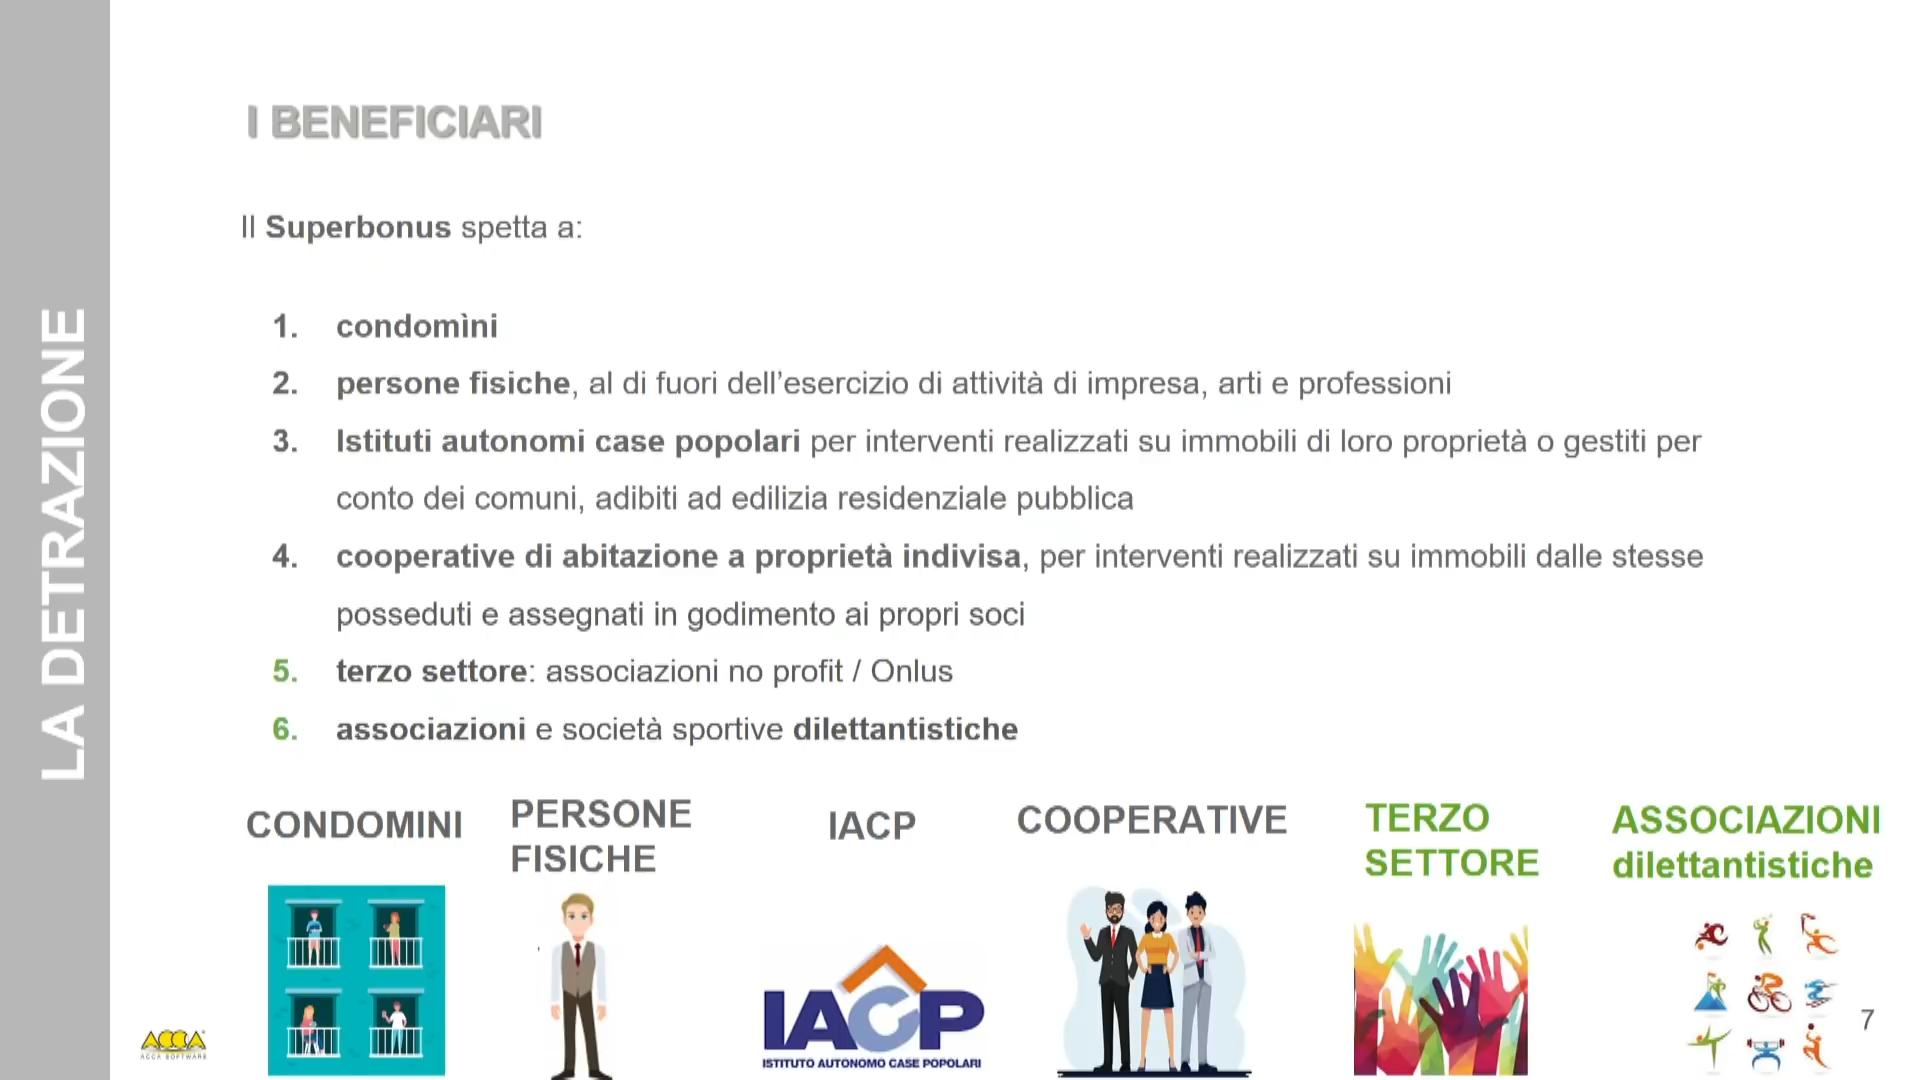 LA DETRAZIONE
I BENEFICIARI
Il Superbonus spetta a:
1. condomìni
2. persone fisiche, al di fuori dell’esercizio di attività di impresa, arti e professioni
3. Istituti autonomi case popolari per interventi realizzati su immobili di loro proprietà o gestiti per
conto dei comuni, adibiti ad edilizia residenziale pubblica
4. cooperative di abitazione a proprietà indivisa, per interventi realizzati su immobili dalle stesse
posseduti e assegnati in godimento ai propri soci
5. terzo settore: associazioni no profit / Onlus
6. associazioni e società sportive dilettantistiche
CONDOMINI
PERSONE
FISICHE
IACP
COOPERATIVE
TERZO
SETTORE
ASSOCIAZIONI
dilettantistiche
IACP
ISTITUTO AUTONOMO CASE POPOLARI
ACCA
ACCA SOFTWARE
7